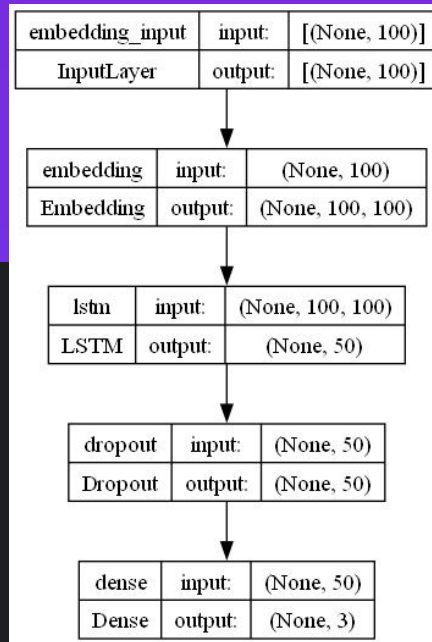 embedding_input input: [(None, 100)]
InputLayer output: [(None, 100)]
embedding input: (None, 100)
Embedding output: (None, 100, 100)
lstm input: (None, 100, 100)
LSTM output: (None, 50)
dropout input: (None, 50)
Dropout output: (None, 50)
dense input: (None, 50)
Dense output: (None, 3)